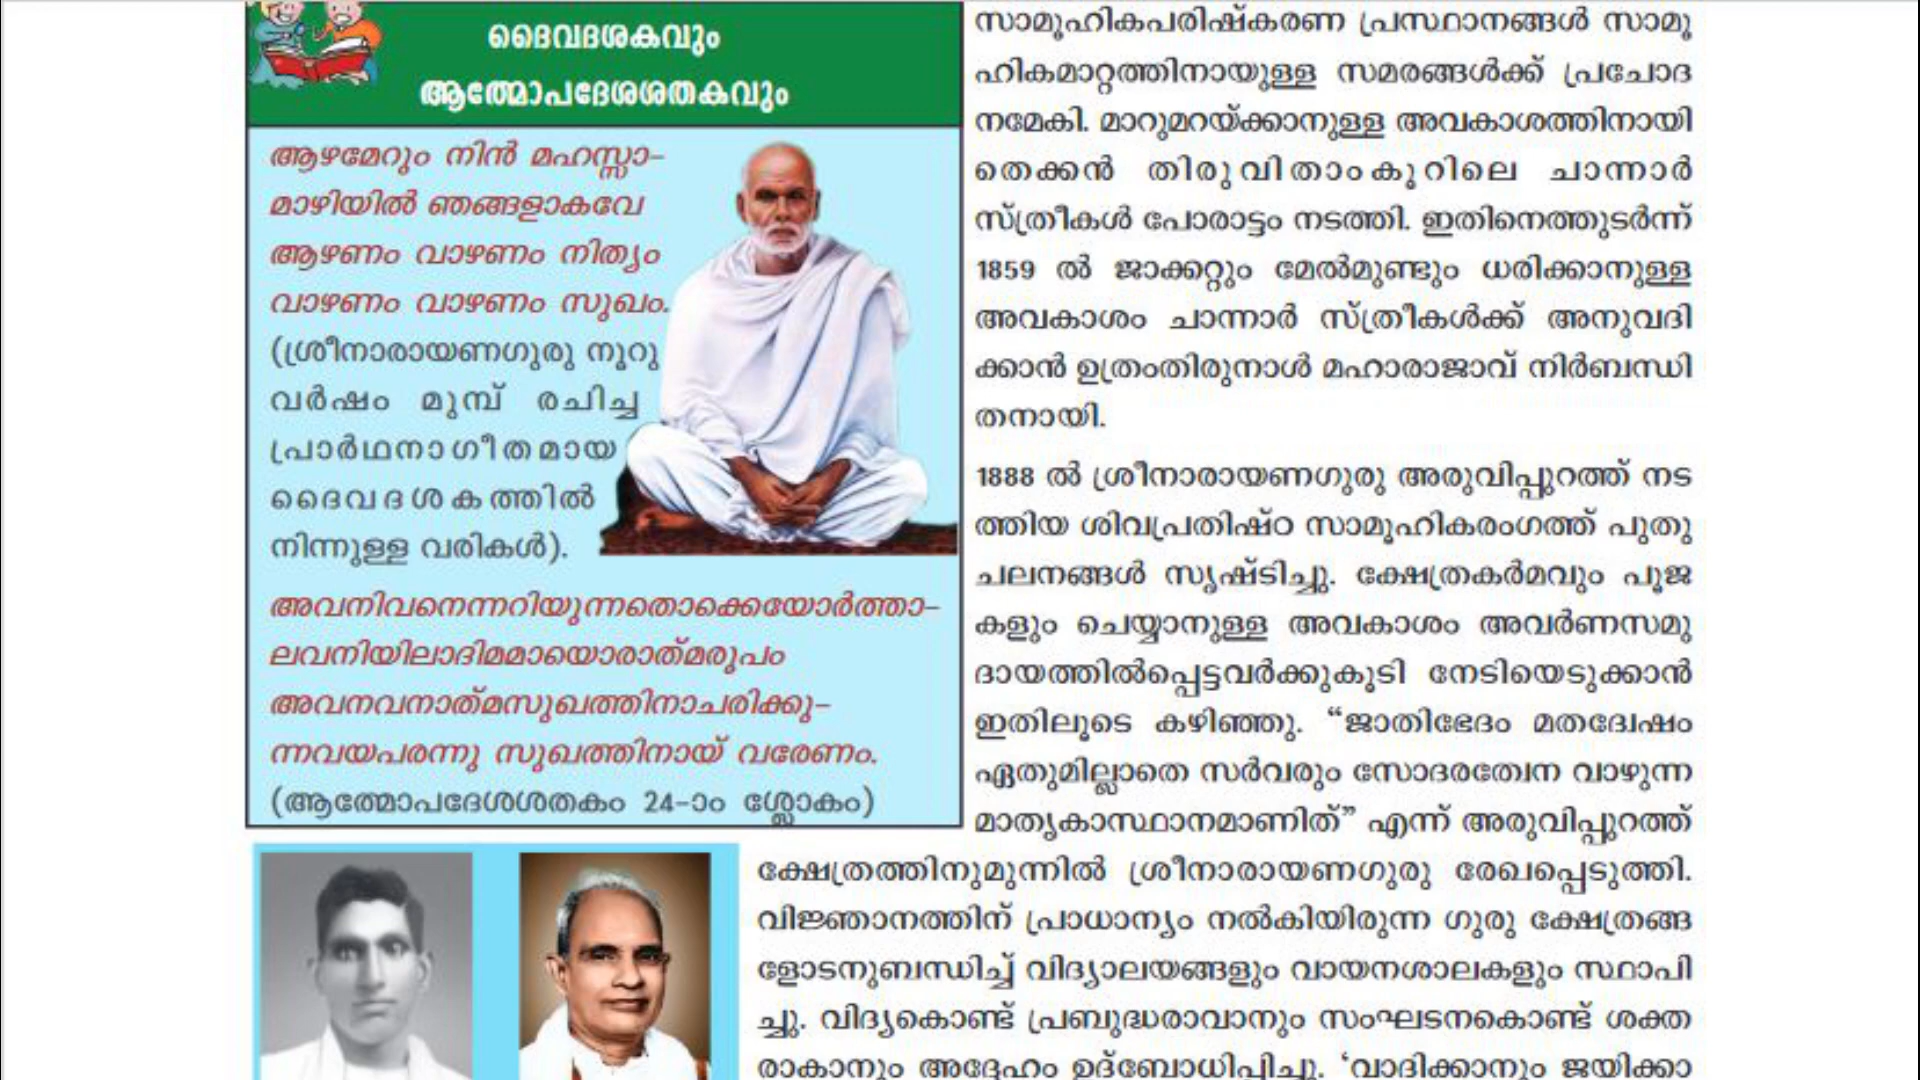 ദൈവദശകവും
ആത്മോപദേശശതകവും
ആഴമേറും നിൻ മഹസ്സാ-
മാഴിയിൽ ഞങ്ങളാകവേ
ആഴണം വാഴണം നിത്യം
വാഴണം വാഴണം സുഖം.
(ശ്രീനാരായണഗുരു നൂറു
വർഷം മുമ്പ് രചിച്ച
പ്രാർഥനാഗീതമായ
ദൈവദശകത്തിൽ
നിന്നുള്ള വരികൾ).
അവനിവനെന്നറിയുന്നതൊക്കെയോർത്താ-
ലവനിയിലാദിമമായൊരാത്മരൂപം
അവനവനാത്മസുഖത്തിനാചരിക്കു-
ന്നവയപരന്നു സുഖത്തിനായ് വരേണം.
(ആത്മോപദേശശതകം 24-ാം ശ്ലോകം)
സാമൂഹികപരിഷ്കരണ പ്രസ്ഥാനങ്ങൾ സാമൂ
ഹികമാറ്റത്തിനായുള്ള സമരങ്ങൾക്ക് പ്രചോദ
നമേകി. മാറുമറയ്ക്കാനുള്ള അവകാശത്തിനായി
തെക്കൻ തിരുവിതാംകൂറിലെ ചാന്നാർ
സ്ത്രീകൾ പോരാട്ടം നടത്തി. ഇതിനെത്തുടർന്ന്
1859 ൽ ജാക്കറ്റും മേൽമുണ്ടും ധരിക്കാനുള്ള
അവകാശം ചാന്നാർ സ്ത്രീകൾക്ക് അനുവദി
ക്കാൻ ഉത്രംതിരുനാൾ മഹാരാജാവ് നിർബന്ധി
തനായി.
1888 ൽ ശ്രീനാരായണഗുരു അരുവിപ്പുറത്ത് നട
ത്തിയ ശിവപ്രതിഷ്ഠ സാമൂഹികരംഗത്ത് പുതു
ചലനങ്ങൾ സൃഷ്ടിച്ചു. ക്ഷേത്രകർമവും പൂജ
കളും ചെയ്യാനുള്ള അവകാശം അവർണസമു
ദായത്തിൽപ്പെട്ടവർക്കുകൂടി നേടിയെടുക്കാൻ
ഇതിലൂടെ കഴിഞ്ഞു. “ജാതിഭേദം മതദ്വേഷം
ഏതുമില്ലാതെ സർവരും സോദരത്വേന വാഴുന്ന
മാതൃകാസ്ഥാനമാണിത്” എന്ന് അരുവിപ്പുറത്ത്
ക്ഷേത്രത്തിനുമുന്നിൽ ശ്രീനാരായണഗുരു രേഖപ്പെടുത്തി.
വിജ്ഞാനത്തിന് പ്രാധാന്യം നൽകിയിരുന്ന ഗുരു ക്ഷേത്രങ്ങ
ളോടനുബന്ധിച്ച് വിദ്യാലയങ്ങളും വായനശാലകളും സ്ഥാപി
ച്ചു. വിദ്യകൊണ്ട് പ്രബുദ്ധരാവാനും സംഘടനകൊണ്ട് ശക്ത
രാകാനും അദ്ദേഹം ഉദ്ബോധിപ്പിച്ചു. ‘വാദിക്കാനും ജയിക്കാ